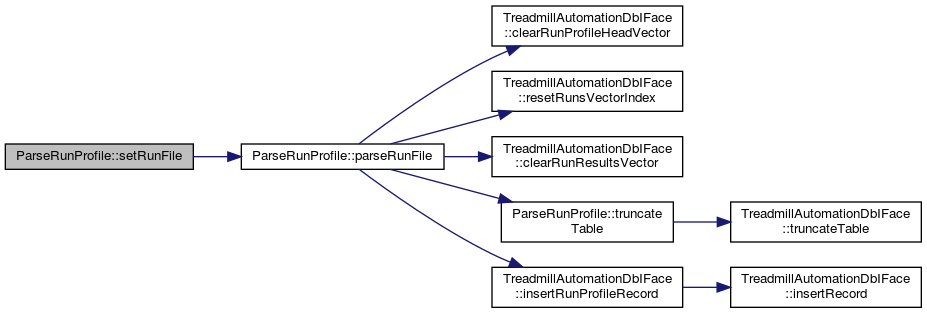 TreadmillAutomationDbIFace
::clearRunProfileHeadVector
TreadmillAutomationDbIFace
::resetRunsVectorIndex
ParseRunProfile::setRunFile
ParseRunProfile::parseRunFile
TreadmillAutomationDbIFace
::clearRunResultsVector
ParseRunProfile::truncate
Table
TreadmillAutomationDbIFace
::truncateTable
TreadmillAutomationDbIFace
::insertRunProfileRecord
TreadmillAutomationDbIFace
::insertRecord